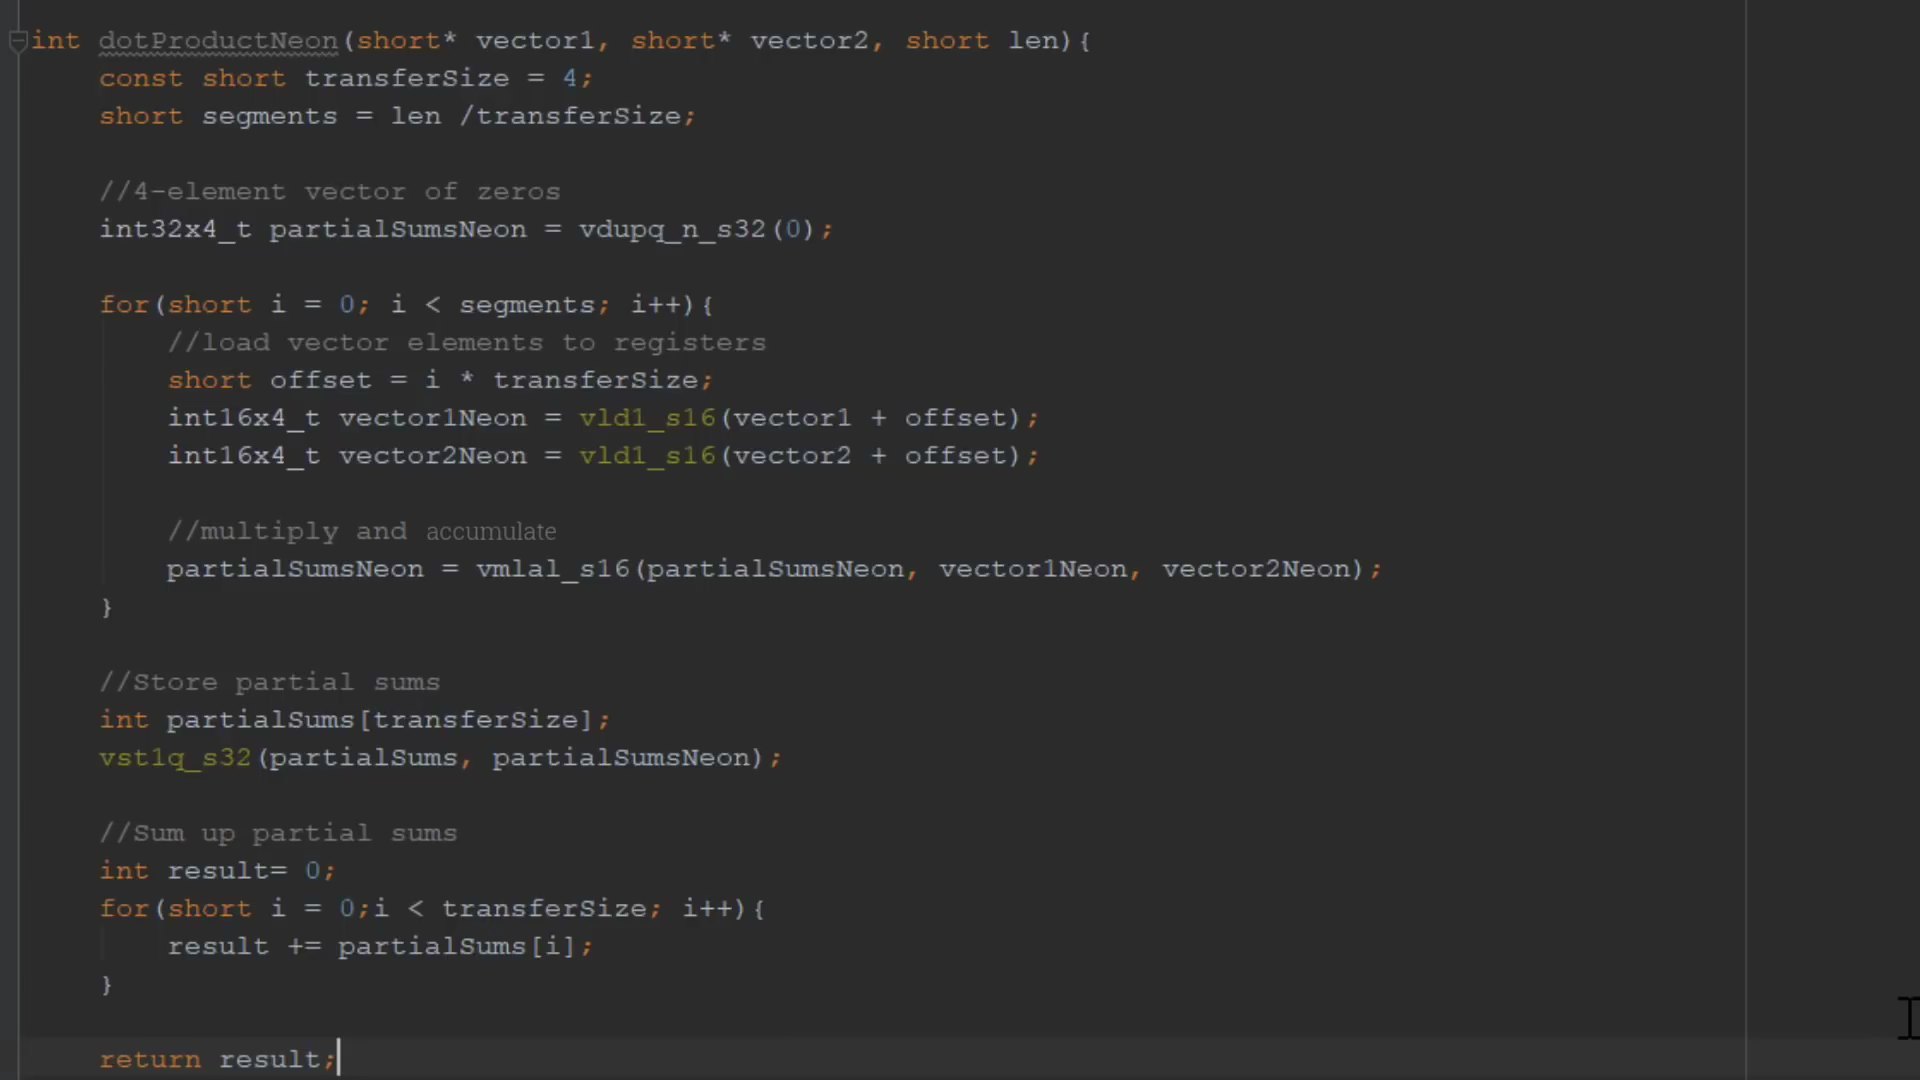 int dotProductNeon(short* vector1, short* vector2, short len){
const short transferSize = 4;
short segments = len /transferSize;
//4-element vector of zeros
int32x4_t partialSumsNeon = vdupq_n_s32(0);
for(short i = 0; i < segments; i++){
//load vector elements to registers
short offset = i * transferSize;
int16x4_t vector1Neon = vld1_s16(vector1 + offset);
int16x4_t vector2Neon = vld1_s16(vector2 + offset);
//multiply and accumulate
partialSumsNeon = vmlal_s16(partialSumsNeon, vector1Neon, vector2Neon);
}
//Store partial sums
int partialSums[transferSize];
vst1q_s32(partialSums, partialSumsNeon);
//Sum up partial sums
int result= 0;
for(short i = 0;i < transferSize; i++){
result += partialSums[i];
}
return result;